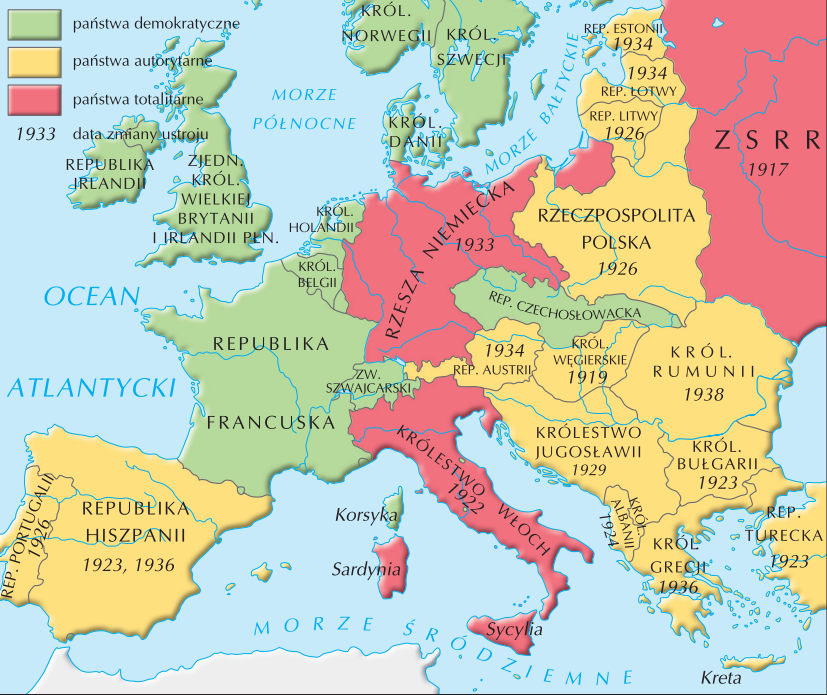 państwa demokratyczne
państwa autorytarne
państwa totalitarne
1933 data zmiany ustroju
KRÓL.
NORWEGII
KRÓL.
SZWECJI
REP. ESTONII
1934
1934
REP. ŁOTWY
REP. LITWY
1926
Z S R R
1917
MORZE
PÓŁNOCNE
KRÓL.
DANII
MORZE BAŁTYCKIE
REPUBLIKA
IRLANDII
ZJEDN.
KRÓL.
WIELKIEJ
BRYTANII
I IRLANDII PŁN.
KRÓL.
HOLANDII
KRÓL.
BELGII
RZESZA NIEMIECKA
1933
RZECZPOSPOLITA
POLSKA
1926
OCEAN
ATLANTYCKI
REP. CZECHOSŁOWACKA
REPUBLIKA
FRANCUSKA
ZW.
SZWAJCARSKI
1934
REP. AUSTRII
KRÓL.
WĘGIERSKIE
1919
KRÓL.
RUMUNII
1938
KRÓLESTWO WŁOCH
1922
KRÓLESTWO
JUGOSŁAWII
1929
KRÓL.
BUŁGARII
1923
REP. PORTUGALII
1926
REPUBLIKA
HISZPANII
1923, 1936
Korsyka
Sardynia
KRÓL.
ALBANII
1924
KRÓL
GRECJI
1936
REP.
TURECKA
1923
MORZE ŚRÓDZIEMNE
Sycylia
Kreta